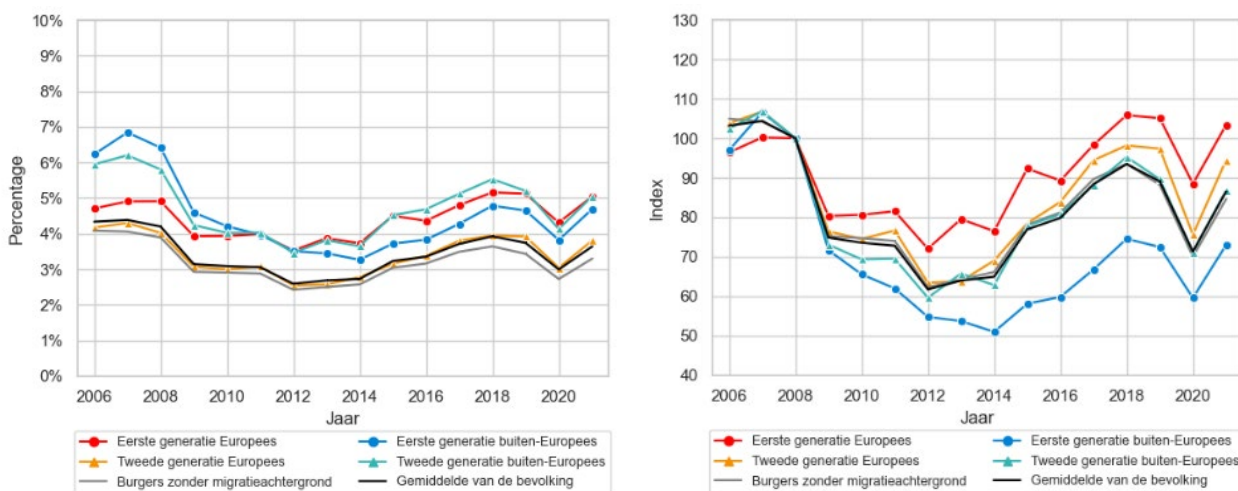 10%
9%
8%
7%
6%
5%
4%
3%
2%
1%
0%
Percentage
2006 2008 2010 2012 2014 2016 2018 2020
Jaar
Eerste generatie Europees
Eerste generatie buiten-Europees
Tweede generatie Europees
Tweede generatie buiten-Europees
Burgers zonder migratieachtergrond
Gemiddelde van de bevolking
130
120
110
100
90
80
70
60
50
40
Index
2006 2008 2010 2012 2014 2016 2018 2020
Jaar
Eerste generatie Europees
Eerste generatie buiten-Europees
Tweede generatie Europees
Tweede generatie buiten-Europees
Burgers zonder migratieachtergrond
Gemiddelde van de bevolking